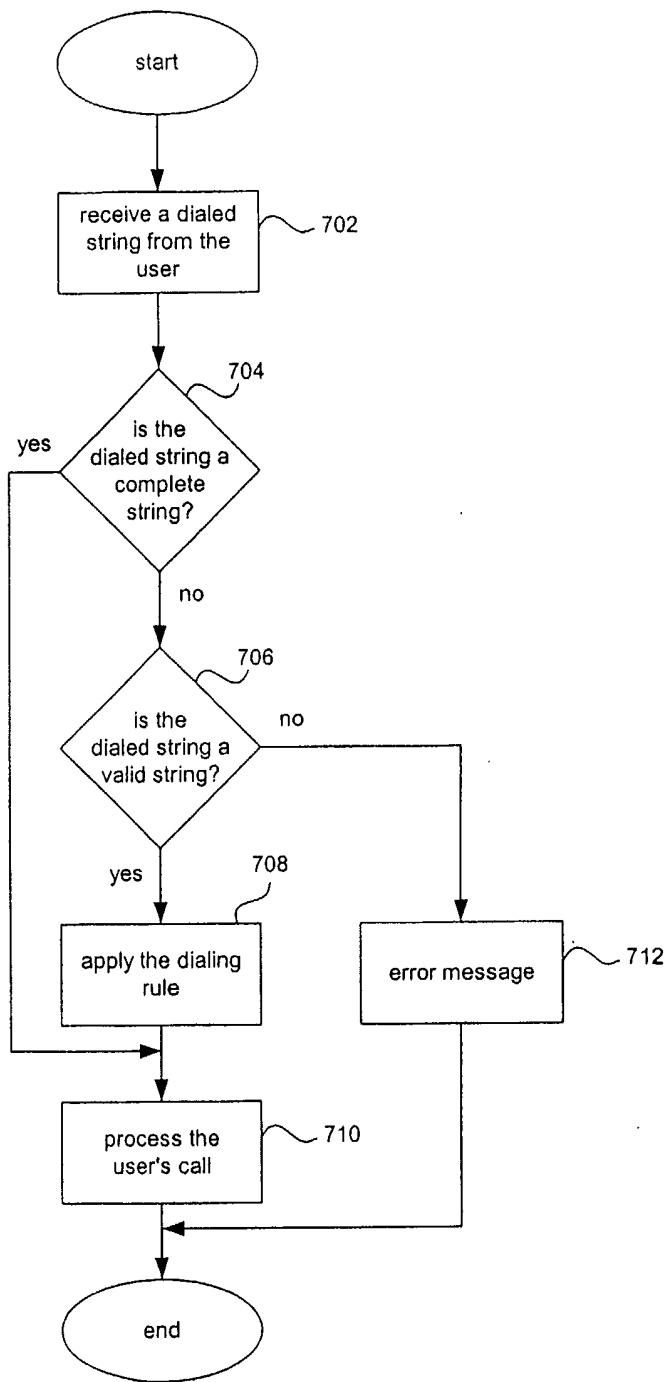 start
receive a dialed
string from the
user
702
704
yes
is the
dialed string a
complete
string?
no
706
is the
dialed string a
valid string?
no
yes
708
apply the dialing
rule
error message
712
process the
user's call
710
end